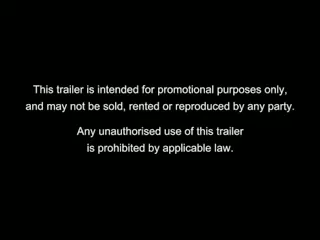 This trailer is intended for promotional purposes only,
and may not be sold, rented or reproduced by any party.
Any unauthorised use of this trailer
is prohibited by applicable law.